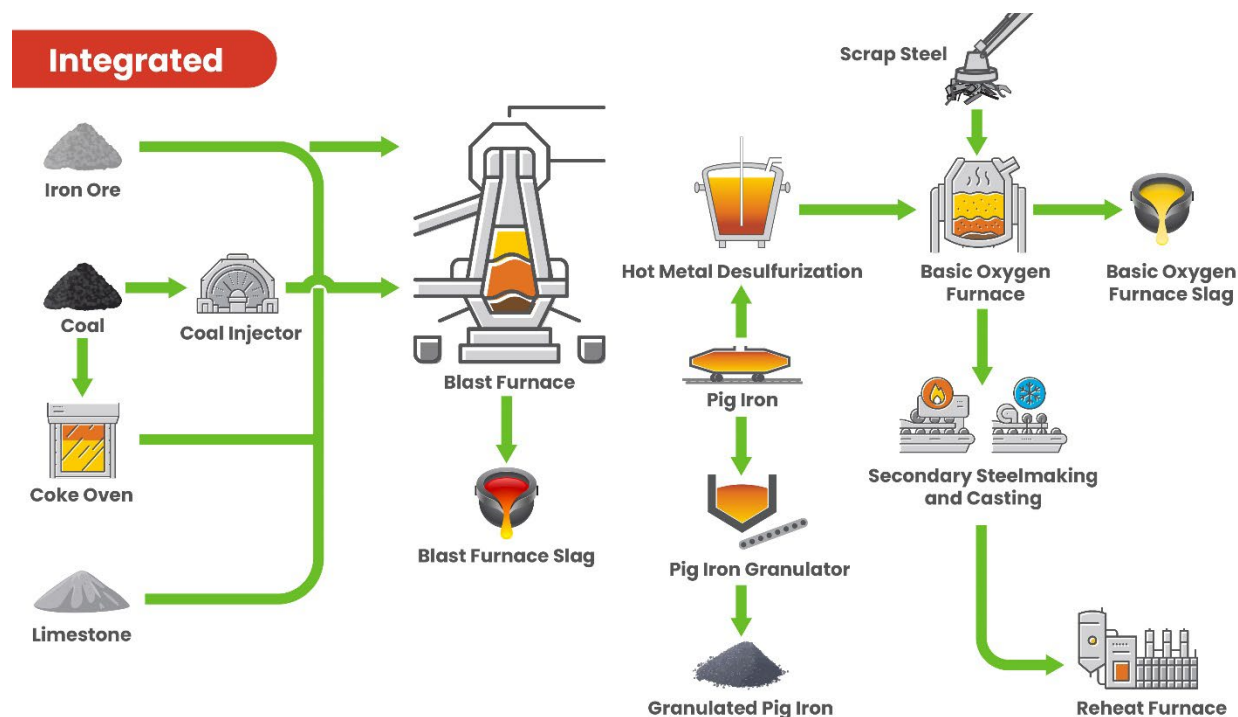 Integrated
Scrap Steel
Iron Ore
Hot Metal Desulfurization
Basic Oxygen
Furnace
Basic Oxygen
Furnace Slag
Coal
Coal Injector
Blast Furnace
Pig Iron
Coke Oven
Secondary Steelmaking
and Casting
Blast Furnace Slag
Pig Iron Granulator
Limestone
Granulated Pig Iron
Reheat Furnace